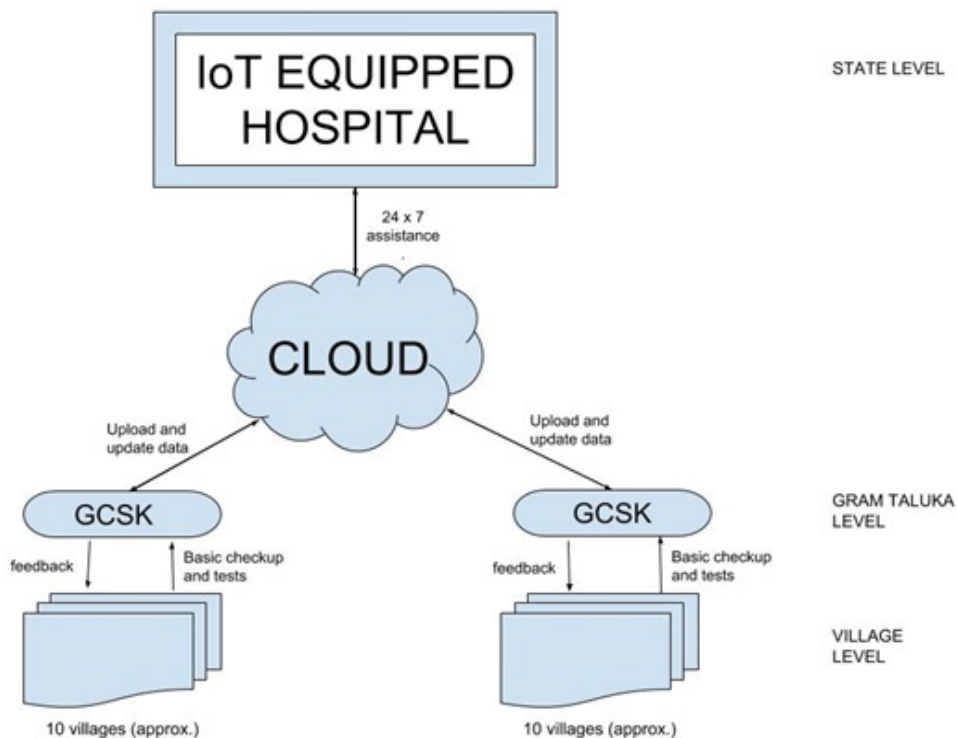 IoT EQUIPPED
HOSPITAL
STATE LEVEL
24 x 7
assistance
CLOUD
Upload and
update data
Upload and
update data
GCSK
GCSK
GRAM TALUKA
LEVEL
feedback
Basic checkup
and tests
feedback
Basic checkup
and tests
VILLAGE
LEVEL
10 villages (approx.)
10 villages (approx.)